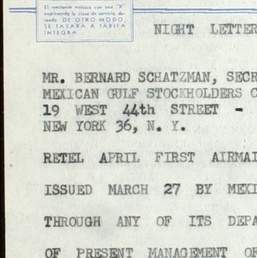 El remitente marcará con una "X"
expresando la clase de servicio de-
seado. DE OTRO MODO,
SE TASARA A TARIFA
INTEGRA
NIGHT LETTER
MR. BERNARD SCHATZMAN, SECR
MEXICAN GULF STOCKHOLDERS C
19 WEST 44th STREET -
NEW YORK 36, N. Y.
RETEL APRIL FIRST AIRMAI
ISSUED MARCH 27 BY MEXI
THROUGH ANY OF ITS DEPA
OF PRESENT MANAGEMENT OF